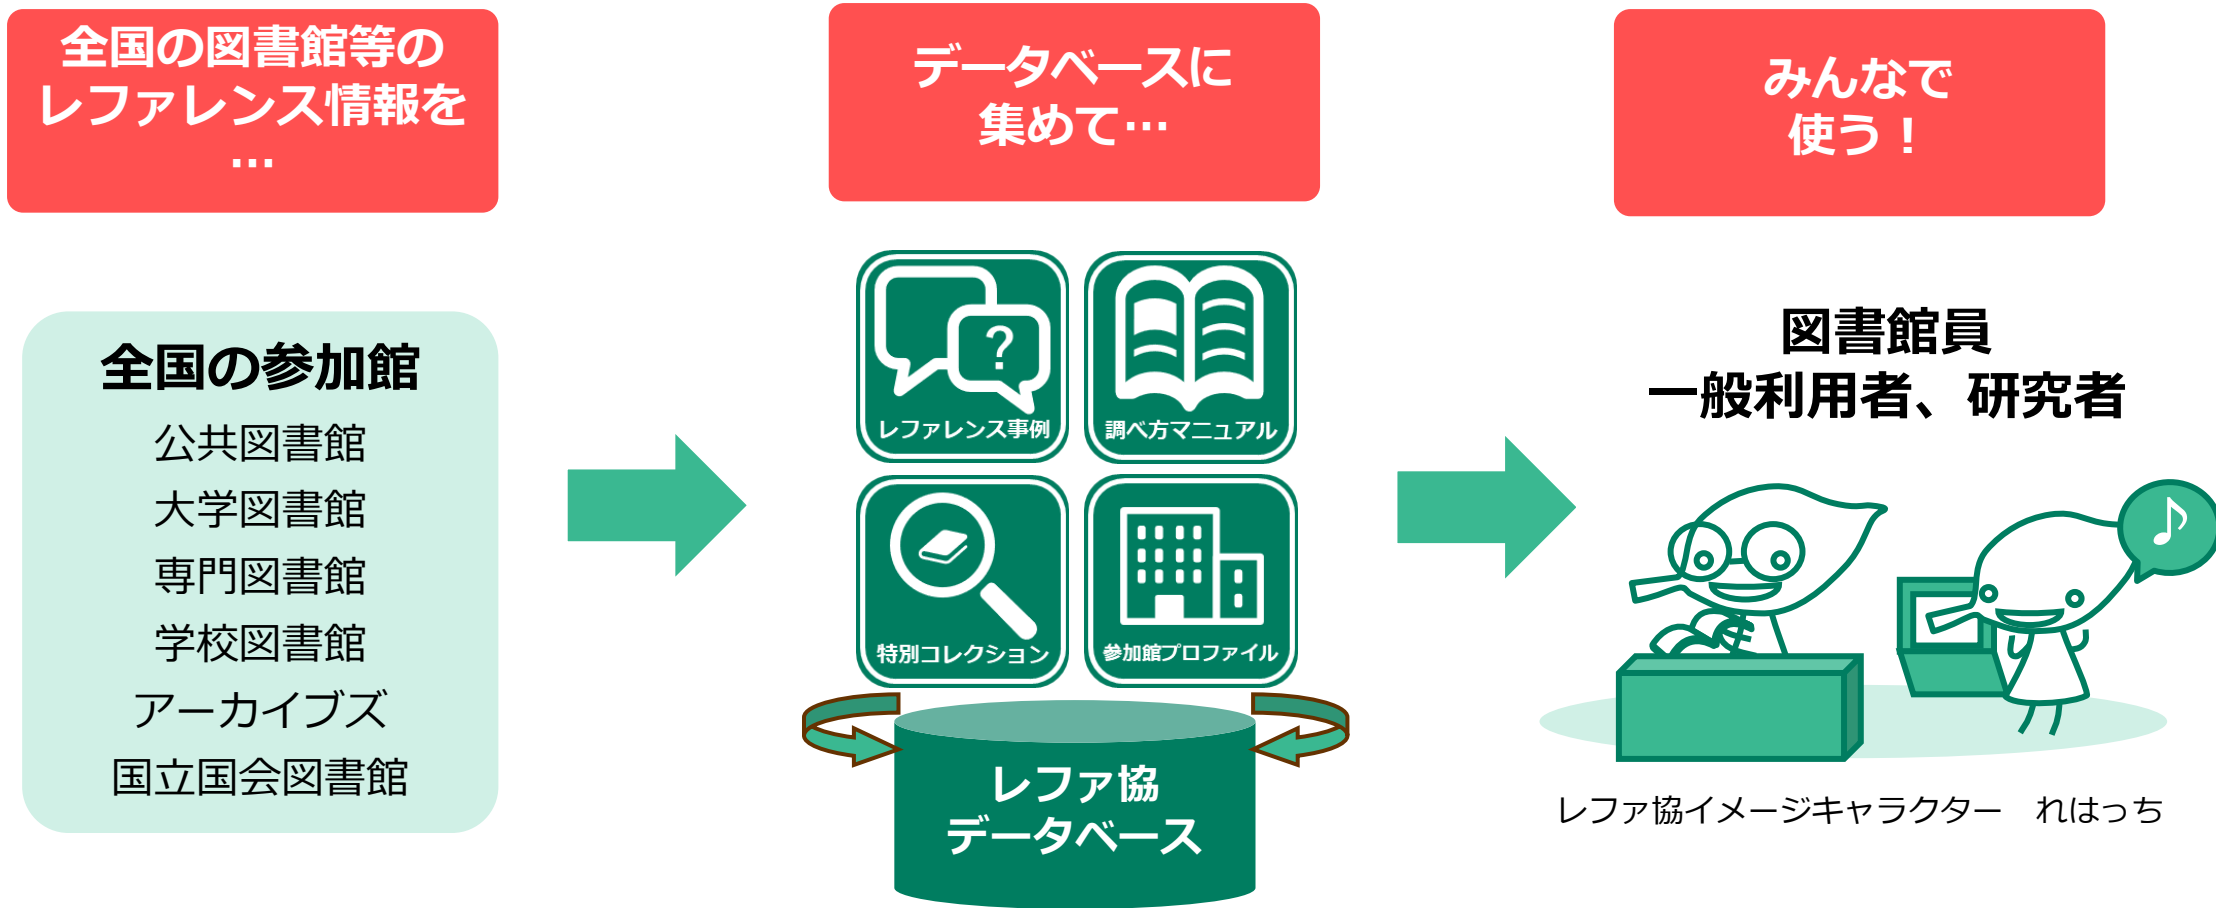 全国の図書館等の
レファレンス情報を
…
データベースに
集めて…
みんなで
使う！
全国の参加館
公共図書館
大学図書館
専門図書館
学校図書館
アーカイブズ
国立国会図書館
?
レファレンス事例
調べ方マニュアル
特別コレクション
参加館プロファイル
レファ協
データベース
図書館員
一般利用者、研究者
レファ協イメージキャラクター　れはっち